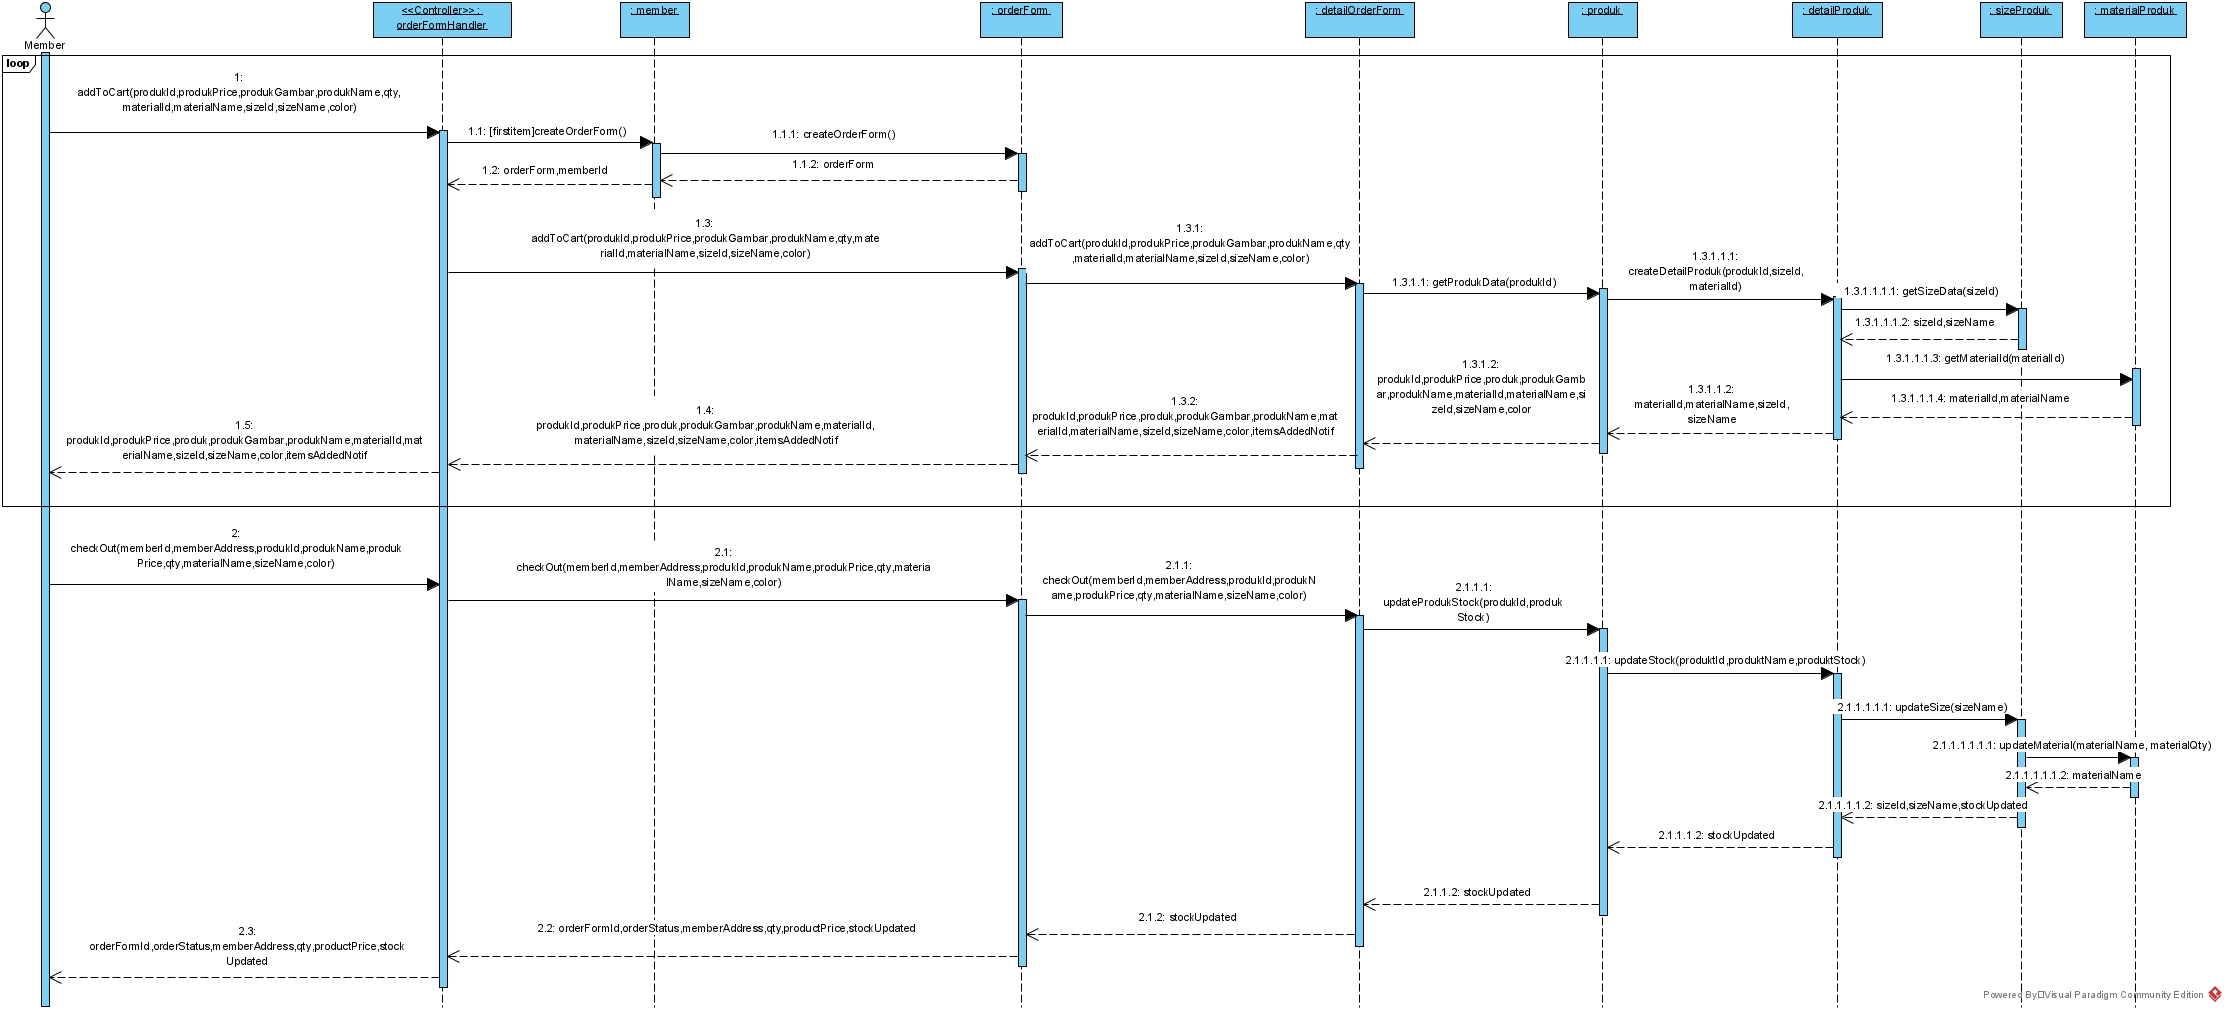 Member
<<Controller>> :
orderFormHandler
: member
: orderForm
: detailOrderForm
: produk
: detailProduk
: sizeProduk
: materialProduk
loop
1:
addToCart(produkId,produkPrice,produkGambar,produkName,qty,
materialId,materialName,sizeId,sizeName,color)
1.1: [firstitem]createOrderForm()
1.1.1: createOrderForm()
1.1.2: orderForm
1.2: orderForm,memberId
1.3:
addToCart(produkId,produkPrice,produkGambar,produkName,qty,mate
rialId,materialName,sizeId,sizeName,color)
1.3.1:
addToCart(produkId,produkPrice,produkGambar,produkName,qty
,materialId,materialName,sizeId,sizeName,color)
1.3.1.1: getProdukData(produkId)
1.3.1.1.1:
createDetailProduk(produkId,sizeId,
materialId)
1.3.1.1.1.1: getSizeData(sizeId)
1.3.1.1.1.2: sizeId,sizeName
1.3.1.1.1.3: getMaterialId(materialId)
1.3.1.1.1.4: materialId,materialName
1.3.1.1.2:
materialId,materialName,sizeId,
sizeName
1.3.1.2:
produkId,produkPrice,produk,produkGamb
ar,produkName,materialId,materialName,si
zeId,sizeName,color
1.3.2:
produkId,produkPrice,produk,produkGambar,produkName,mat
erialId,materialName,sizeId,sizeName,color,itemsAddedNotif
1.4:
produkId,produkPrice,produk,produkGambar,produkName,materialId,
materialName,sizeId,sizeName,color,itemsAddedNotif
1.5:
produkId,produkPrice,produk,produkGambar,produkName,materialId,mat
erialName,sizeId,sizeName,color,itemsAddedNotif
2:
checkOut(memberId,memberAddress,produkId,produkName,produk
Price,qty,materialName,sizeName,color)
2.1:
checkOut(memberId,memberAddress,produkId,produkName,produkPrice,qty,materia
lName,sizeName,color)
2.1.1:
checkOut(memberId,memberAddress,produkId,produkN
ame,produkPrice,qty,materialName,sizeName,color)
2.1.1.1:
updateProdukStock(produkId,produk
Stock)
2.1.1.1.1: updateStock(produktId,produktName,produktStock)
2.1.1.1.1.1: updateSize(sizeName)
2.1.1.1.1.1.1: updateMaterial(materialName, materialQty)
2.1.1.1.1.1.2: materialName
2.1.1.1.1.2: sizeId,sizeName,stockUpdated
2.1.1.1.2: stockUpdated
2.1.1.2: stockUpdated
2.1.2: stockUpdated
2.2: orderFormId,orderStatus,memberAddress,qty,productPrice,stockUpdated
2.3:
orderFormId,orderStatus,memberAddress,qty,productPrice,stock
Updated
Powered By□Visual Paradigm Community Edition